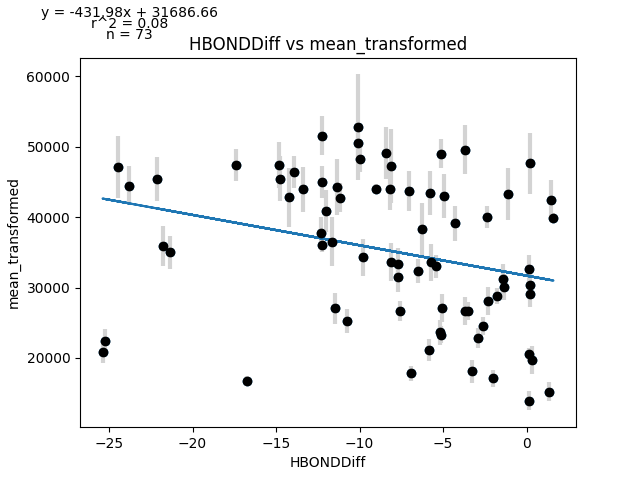 y = -431.98x + 31686.66
r^2 = 0.08
n = 73
HBONDDiff vs mean_transformed
60000
50000
40000
30000
20000
mean_transformed
−25
−20
−15
−10
−5
0
HBONDDiff